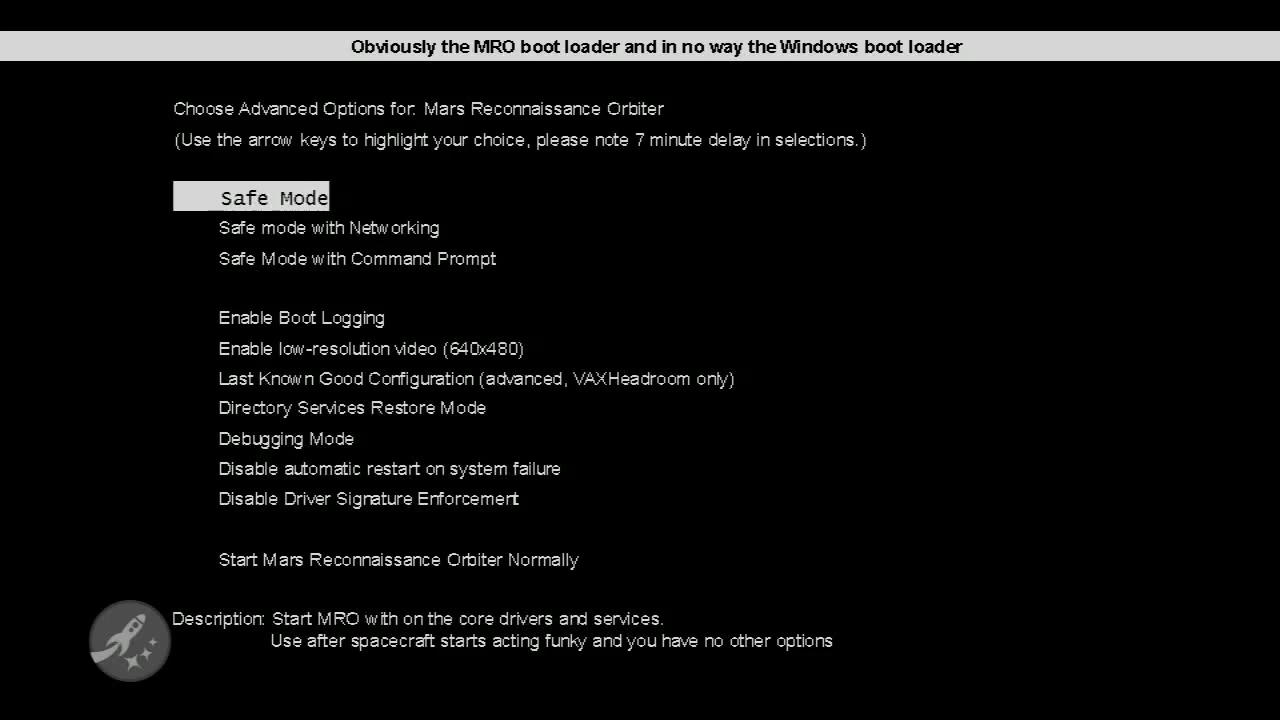 Obviously the MRO boot loader and in no way the Windows boot loader
Choose Advanced Options for: Mars Reconnaissance Orbiter
(Use the arrow keys to highlight your choice, please note 7 minute delay in selections.)
Safe Mode
Safe mode with Networking
Safe Mode with Command Prompt
Enable Boot Logging
Enable low-resolution video (640x480)
Last Known Good Configuration (advanced, VAXHeadroom only)
Directory Services Restore Mode
Debugging Mode
Disable automatic restart on system failure
Disable Driver Signature Enforcement
Start Mars Reconnaissance Orbiter Normally
Description: Start MRO with on the core drivers and services.
Use after spacecraft starts acting funky and you have no other options